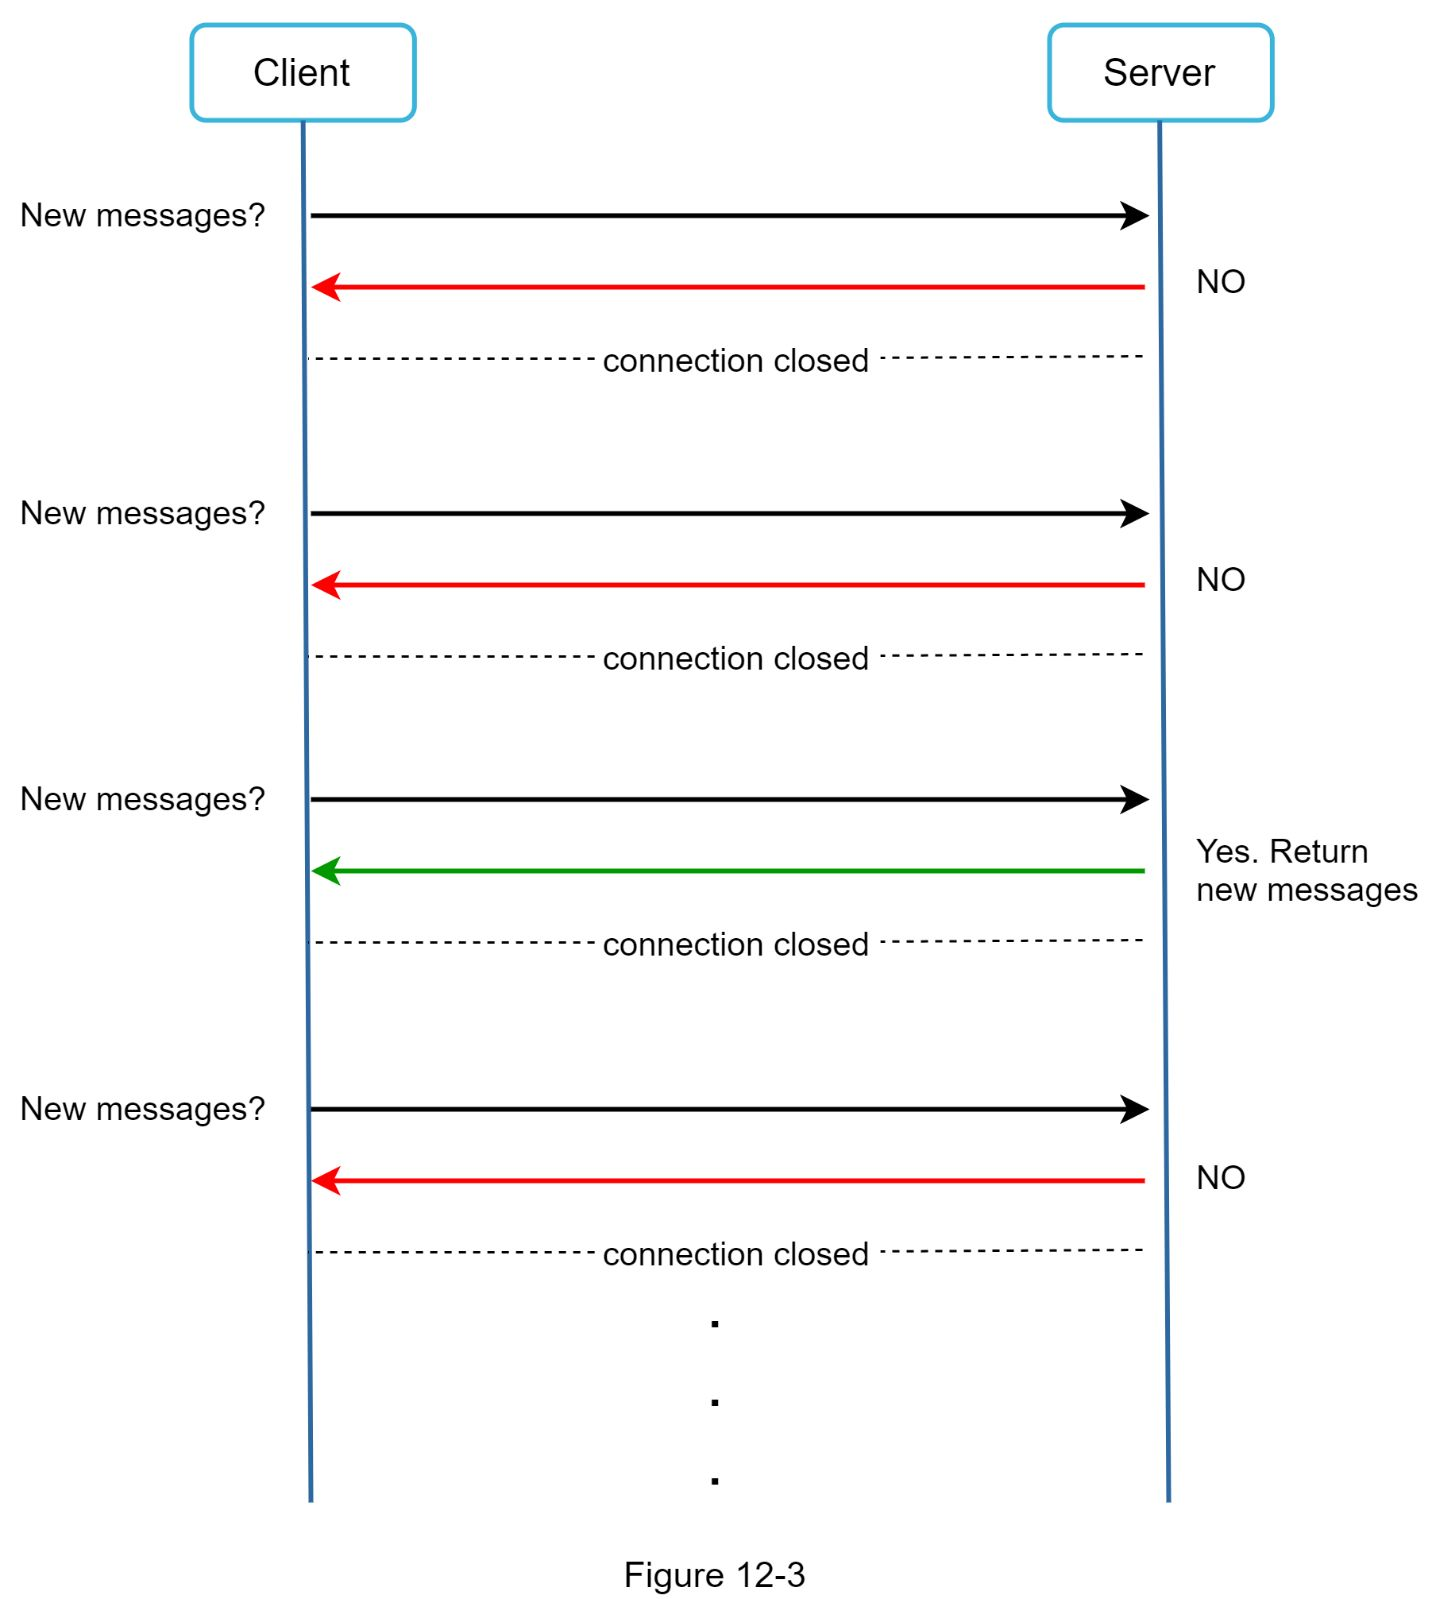 Client
Server
New messages?
NO
connection closed
New messages?
NO
connection closed
New messages?
Yes. Return
new messages
connection closed
New messages?
NO
connection closed
Figure 12-3